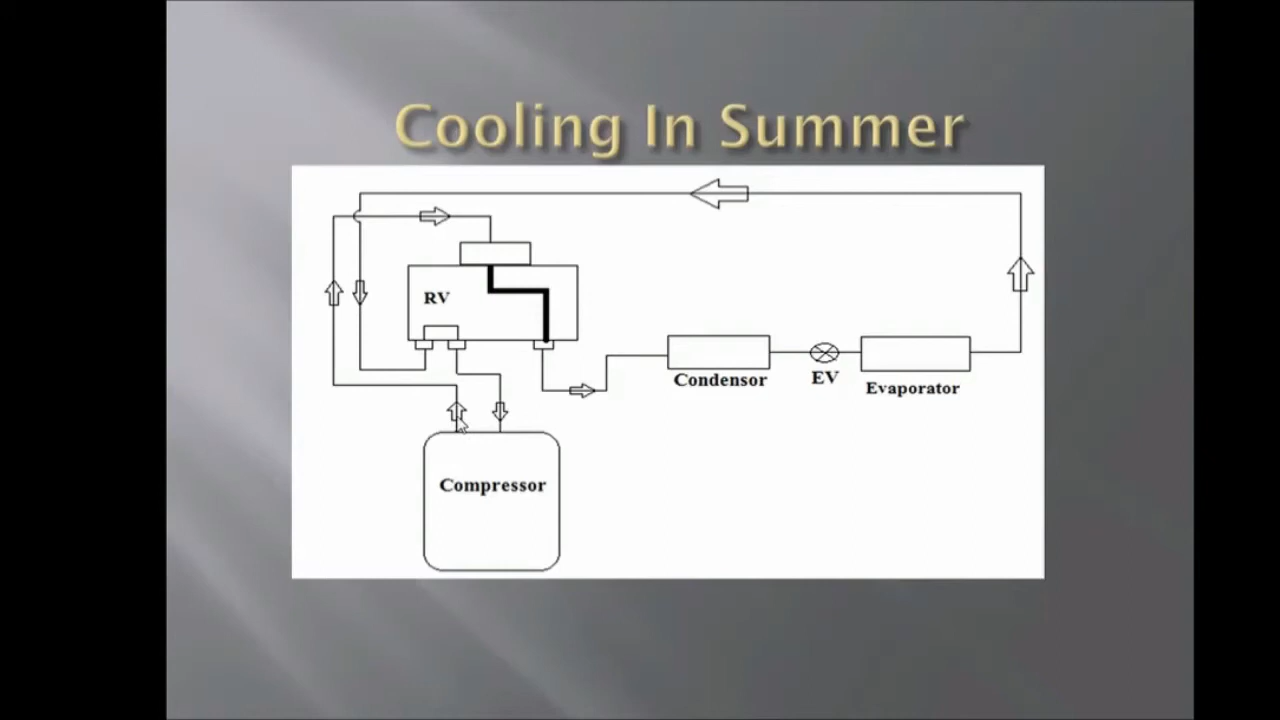 Cooling In Summer
RV
Condensor
EV
Evaporator
Compressor